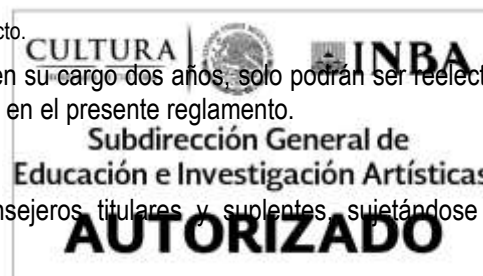 cto.
CULTURA INBA
en su cargo dos años, solo podrán ser reelect
en el presente reglamento.
Subdirección General de
Educación e Investigación Artísticas
nsejeros titulares y suplentes, sujetándose
AUTORIZADO